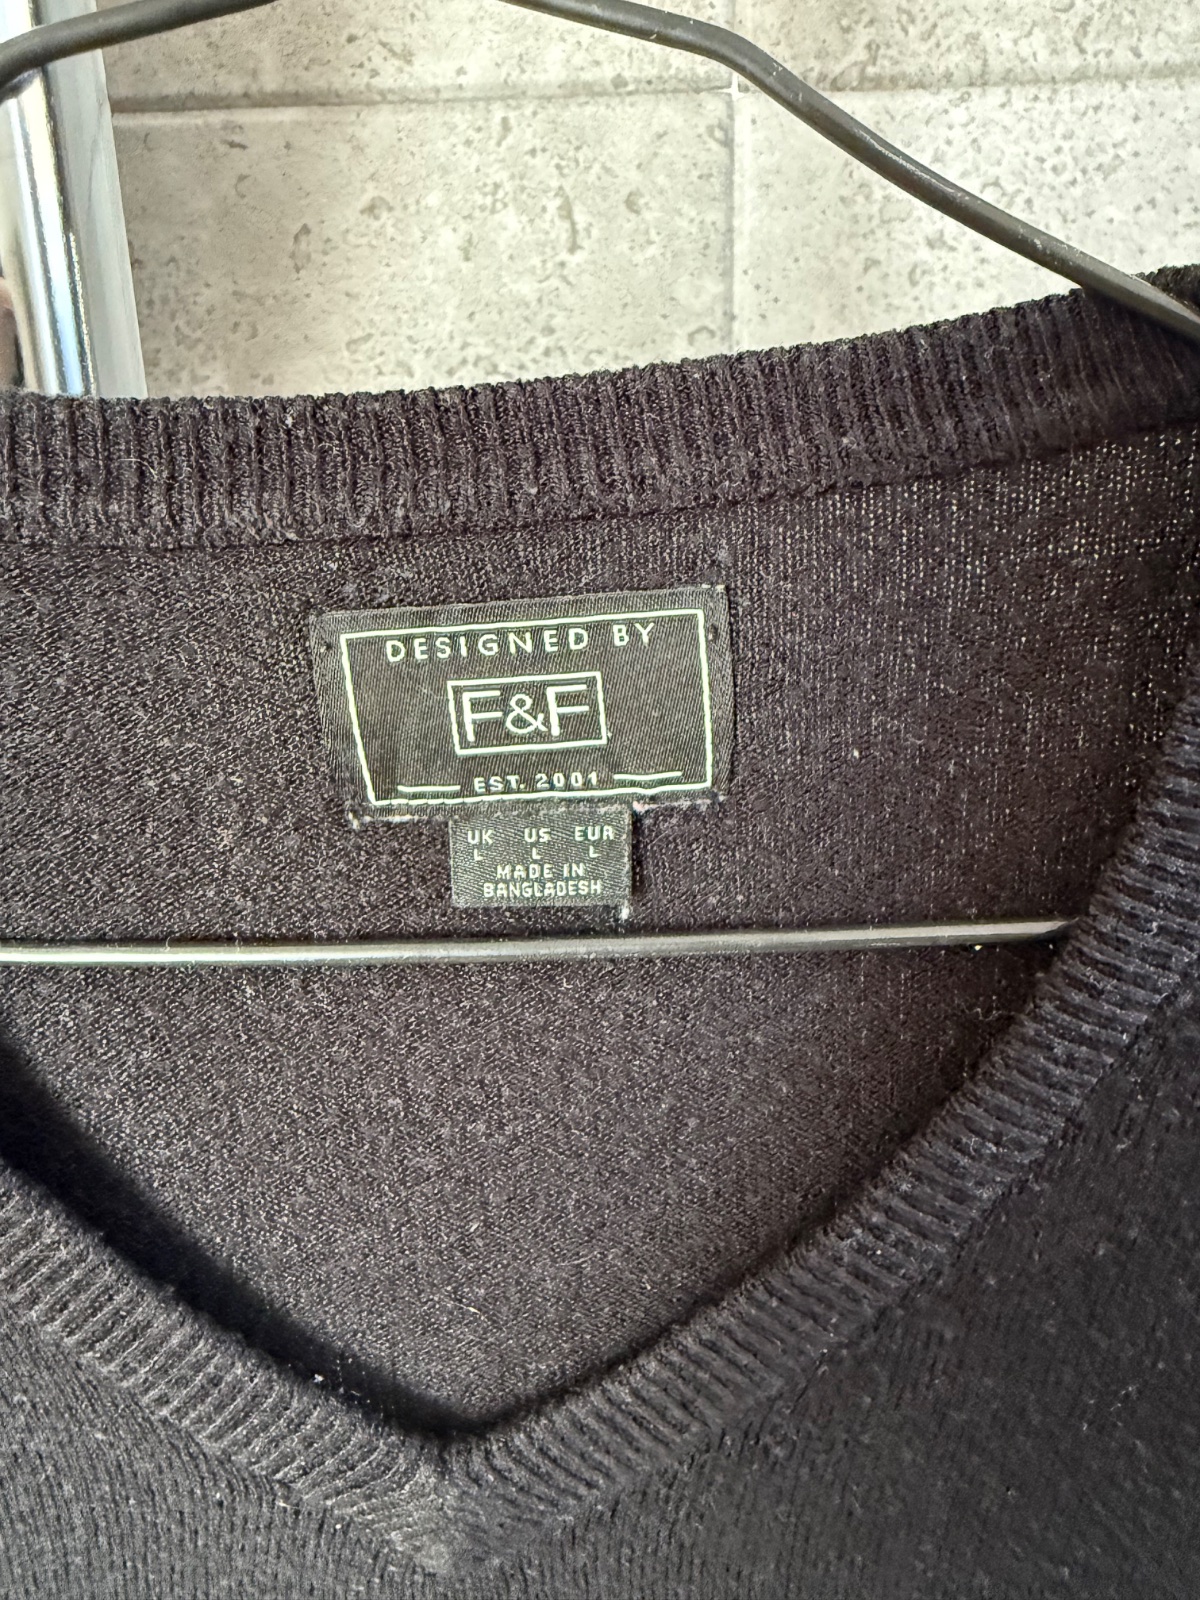 DESIGNED BY
F&F
EST. 2001
UK US EUR
L L L
MADE IN
BANGLADESH